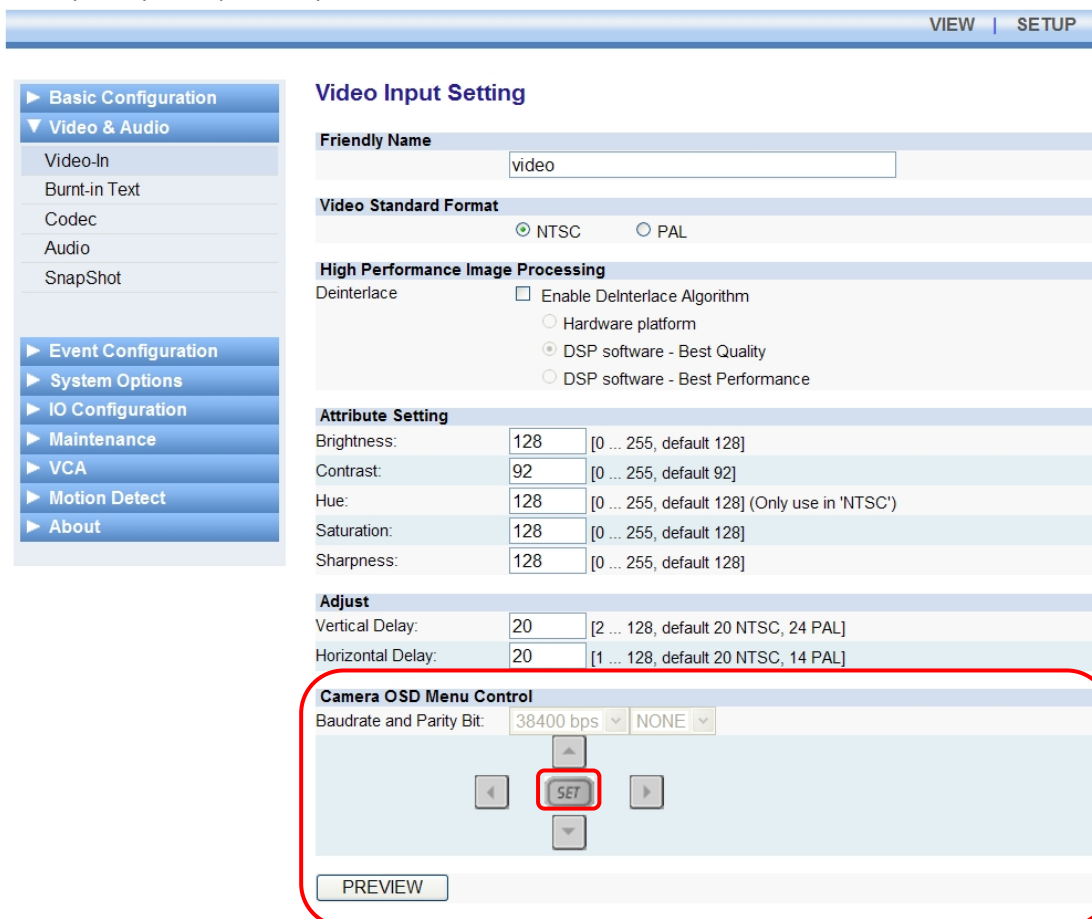 VIEW | SETUP
Basic Configuration
Video & Audio
Video-In
Burnt-in Text
Codec
Audio
SnapShot
Event Configuration
System Options
IO Configuration
Maintenance
VCA
Motion Detect
About
Video Input Setting
Friendly Name
video
Video Standard Format
NTSC PAL
High Performance Image Processing
Deinterlace Enable DeInterlace Algorithm
Hardware platform
DSP software - Best Quality
DSP software - Best Performance
Attribute Setting
Brightness: 128 [0 ... 255, default 128]
Contrast: 92 [0 ... 255, default 92]
Hue: 128 [0 ... 255, default 128] (Only use in 'NTSC')
Saturation: 128 [0 ... 255, default 128]
Sharpness: 128 [0 ... 255, default 128]
Adjust
Vertical Delay: 20 [2 ... 128, default 20 NTSC, 24 PAL]
Horizontal Delay: 20 [1 ... 128, default 20 NTSC, 14 PAL]
Camera OSD Menu Control
Baudrate and Parity Bit: 38400 bps NONE
SET
PREVIEW